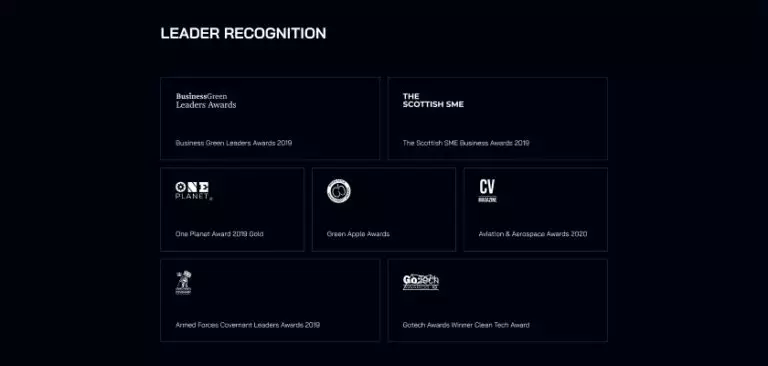 LEADER RECOGNITION
BusinessGreen
Leaders Awards
Business Green Leaders Awards 2019
THE
SCOTTISH SME
The Scottish SME Business Awards 2019
ONE
PLANET
One Planet Award 2019 Gold
Green Apple Awards
CV
MAGAZINE
Aviation & Aerospace Awards 2020
Armed Forces Covernant Leaders Awards 2019
Gotech
Gotech Awards Winner Clean Tech Award